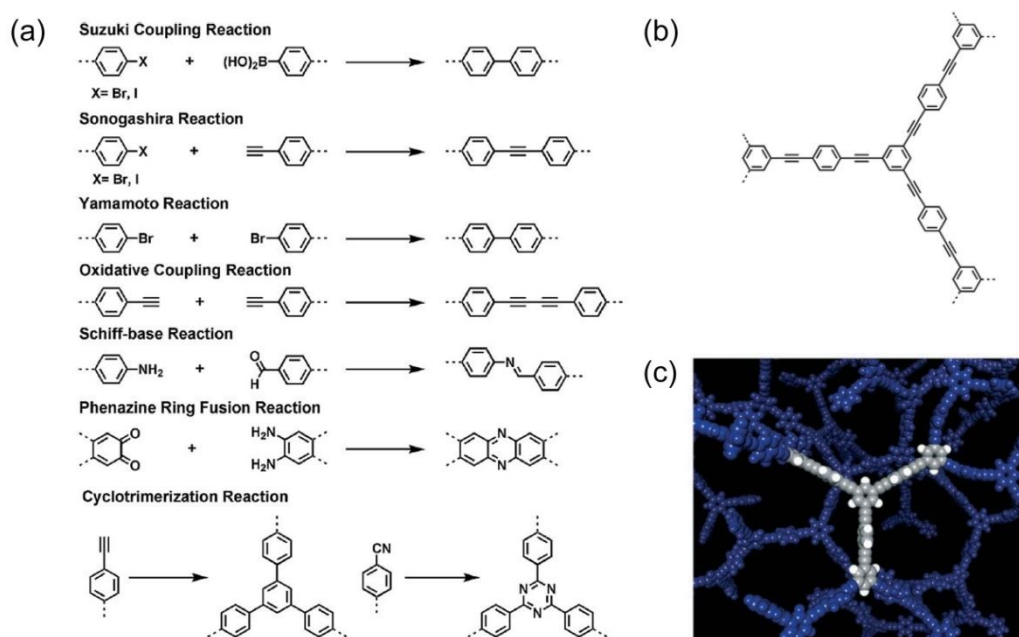 (a)
Suzuki Coupling Reaction
X + (HO)₂B
X= Br, I
Sonogashira Reaction
X +
X= Br, I
Yamamoto Reaction
Br + Br
Oxidative Coupling Reaction
+
Schiff-base Reaction
NH₂ + O H N
Phenazine Ring Fusion Reaction
O O + H₂N H₂N N N
Cyclotrimerization Reaction
CN N N N
(b)
(c)